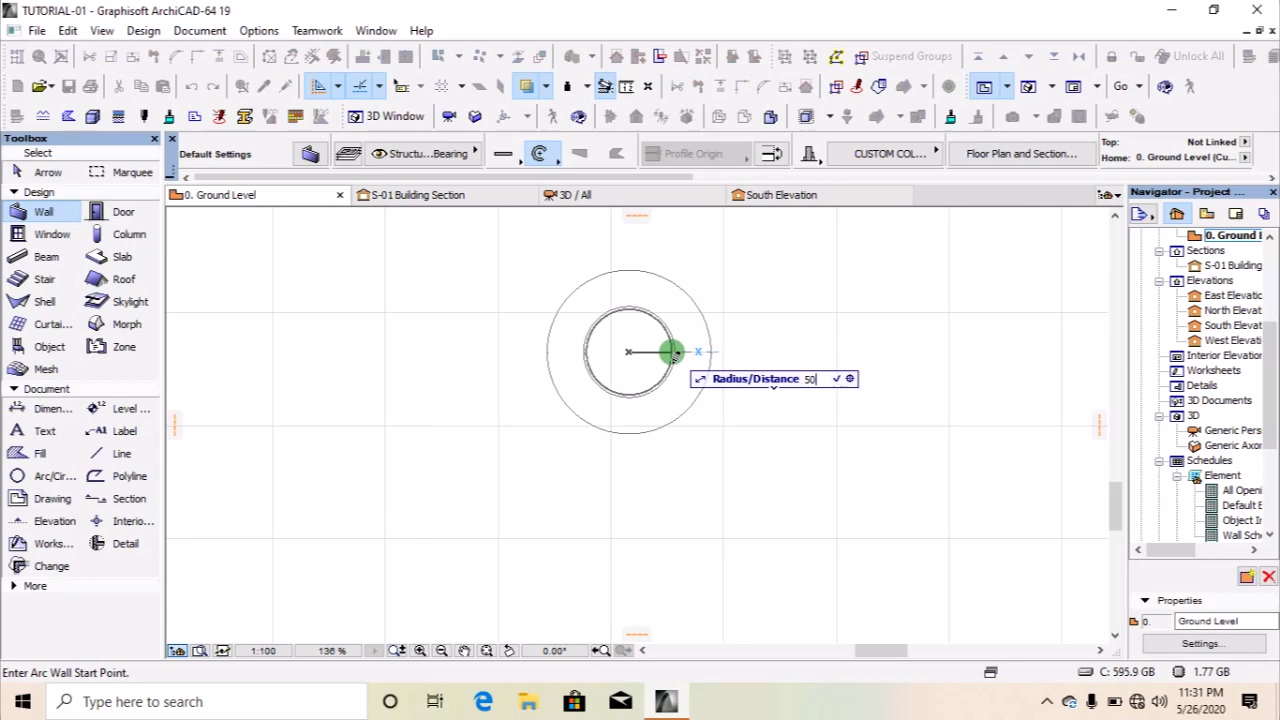 TUTORIAL-01 - Graphisoft ArchiCAD-64 19
File Edit View Design Document Options Teamwork Window Help
Suspend Groups
Unlock All
3D Window
Go
Toolbox
Select
Arrow
Marquee
Design
Wall
Door
Window
Column
Beam
Slab
Stair
Roof
Shell
Skylight
Curtai...
Morph
Object
Zone
Mesh
Document
Dimen...
Level ...
Text
A1 Label
Fill
Line
Arc/Cir...
Polyline
Drawing
Section
Elevation
Interio...
Works...
Detail
Change
More
Default Settings
Structu...Bearing
Profile Origin
CUSTOM COL...
Floor Plan and Section...
Top: Not Linked
Home: 0. Ground Level (Cu...
0. Ground Level
S-01 Building Section
3D / All
South Elevation
x
Radius/Distance 50
Navigator - Project ...
0. Ground l
Sections
S-01 Building
Elevations
East Elevatio
North Elevatio
South Elevat
West Elevati
Interior Elevation
Worksheets
Details
3D Documents
3D
Generic Pers
Generic Axon
Schedules
Element
All Openi
Default E
Object In
Wall Sch
Properties
0. Ground Level
Settings...
1:100
136 %
0.00°
Enter Arc Wall Start Point.
C: 595.9 GB
1.77 GB
Type here to search
11:31 PM
5/26/2020